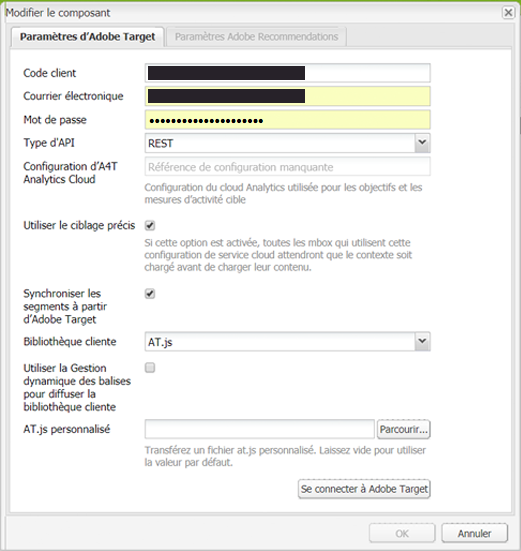 Modifier le composant
Paramètres d'Adobe Target
Paramètres Adobe Recommendations
Code client
Courrier électronique
Mot de passe
Type d'API
REST
Configuration d'A4T
Analytics Cloud
Référence de configuration manquante
Configuration du cloud Analytics utilisée pour les objectifs et les
mesures d'activité cible
Utiliser le ciblage précis
Si cette option est activée, toutes les mbox qui utilisent cette
configuration de service cloud attendront que le contexte soit
chargé avant de charger leur contenu.
Synchroniser les
segments à partir
d'Adobe Target
Bibliothèque cliente
AT.js
Utiliser la Gestion
dynamique des balises
pour diffuser la
bibliothèque cliente
AT.js personnalisé
Parcourir...
Transférez un fichier at.js personnalisé. Laissez vide pour utiliser
la valeur par défaut.
Se connecter à Adobe Target
OK
Annuler